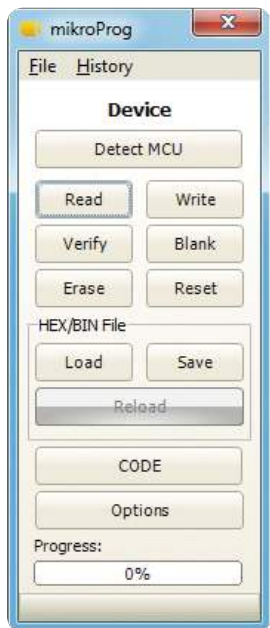 mikroProg
File History
Device
Detect MCU
Read Write
Verify Blank
Erase Reset
HEX/BIN File
Load Save
Reload
CODE
Options
Progress:
0%